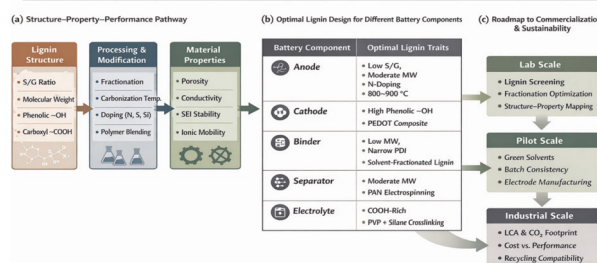 (a) Structure–Property–Performance Pathway
Lignin
Structure
• S/G Ratio
• Molecular Weight
• Phenolic –OH
• Carboxyl –COOH
Processing &
Modification
• Fractionation
• Carbonization Temp.
• Doping (N, S, SI)
• Polymer Blending
Material
Properties
• Porosity
• Conductivity
• SEI Stability
• Ionic Mobility
(b) Optimal Lignin Design for Different Battery Components
Battery Component
Optimal Lignin Traits
Anode
• Low S/G,
• Moderate MW
• N-Doping
• 800–900 °C
Cathode
• High Phenolic –OH
• PEDOT Composite
Binder
• Low MW,
• Narrow PDI
• Solvent-Fractionated Lignin
Separator
• Moderate MW
• PAN Electrospinning
Electrolyte
• COOH-Rich
• PVP + Silane Crosslinking
(c) Roadmap to Commercializatio
& Sustainability
Lab Scale
• Lignin Screening
• Fractionation Optimization
• Structure–Property Mapping
Pilot Scale
• Green Solvents
• Batch Consistency
• Electrode Manufacturing
Industrial Scale
• LCA & CO₂ Footprint
• Cost vs. Performance
• Recycling Compatibility